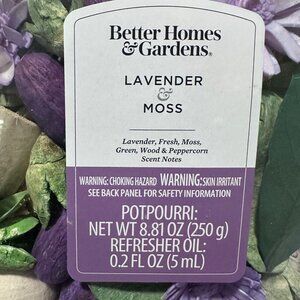 Better Homes
& Gardens®
LAVENDER
&
MOSS
Lavender, Fresh, Moss,
Green, Wood & Peppercorn
Scent Notes
WARNING: CHOKING HAZARD WARNING: SKIN IRRITANT
SEE BACK PANEL FOR SAFETY INFORMATION
POTPOURRI:
NET WT 8.81 OZ (250 g)
REFRESHER OIL:
0.2 FL OZ (5 mL)